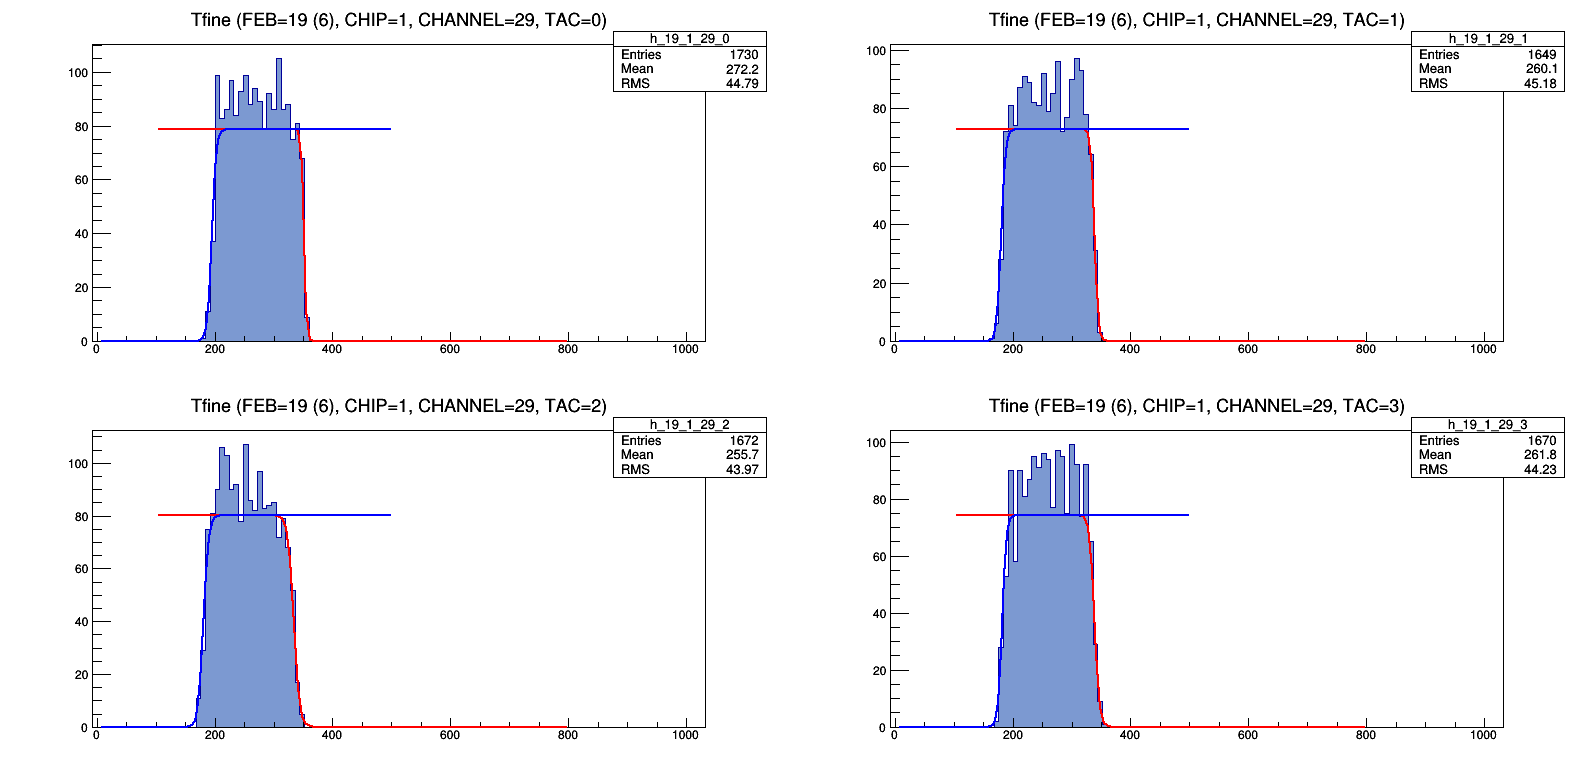 Tfine (FEB=19 (6), CHIP=1, CHANNEL=29, TAC=0)
h_19_1_29_0
Entries 1730
Mean 272.2
RMS 44.79
100
80
60
40
20
0
0 200 400 600 800 1000
Tfine (FEB=19 (6), CHIP=1, CHANNEL=29, TAC=1)
h_19_1_29_1
Entries 1649
Mean 260.1
RMS 45.18
100
80
60
40
20
0
0 200 400 600 800 1000
Tfine (FEB=19 (6), CHIP=1, CHANNEL=29, TAC=2)
h_19_1_29_2
Entries 1672
Mean 255.7
RMS 43.97
100
80
60
40
20
0
0 200 400 600 800 1000
Tfine (FEB=19 (6), CHIP=1, CHANNEL=29, TAC=3)
h_19_1_29_3
Entries 1670
Mean 261.8
RMS 44.23
100
80
60
40
20
0
0 200 400 600 800 1000